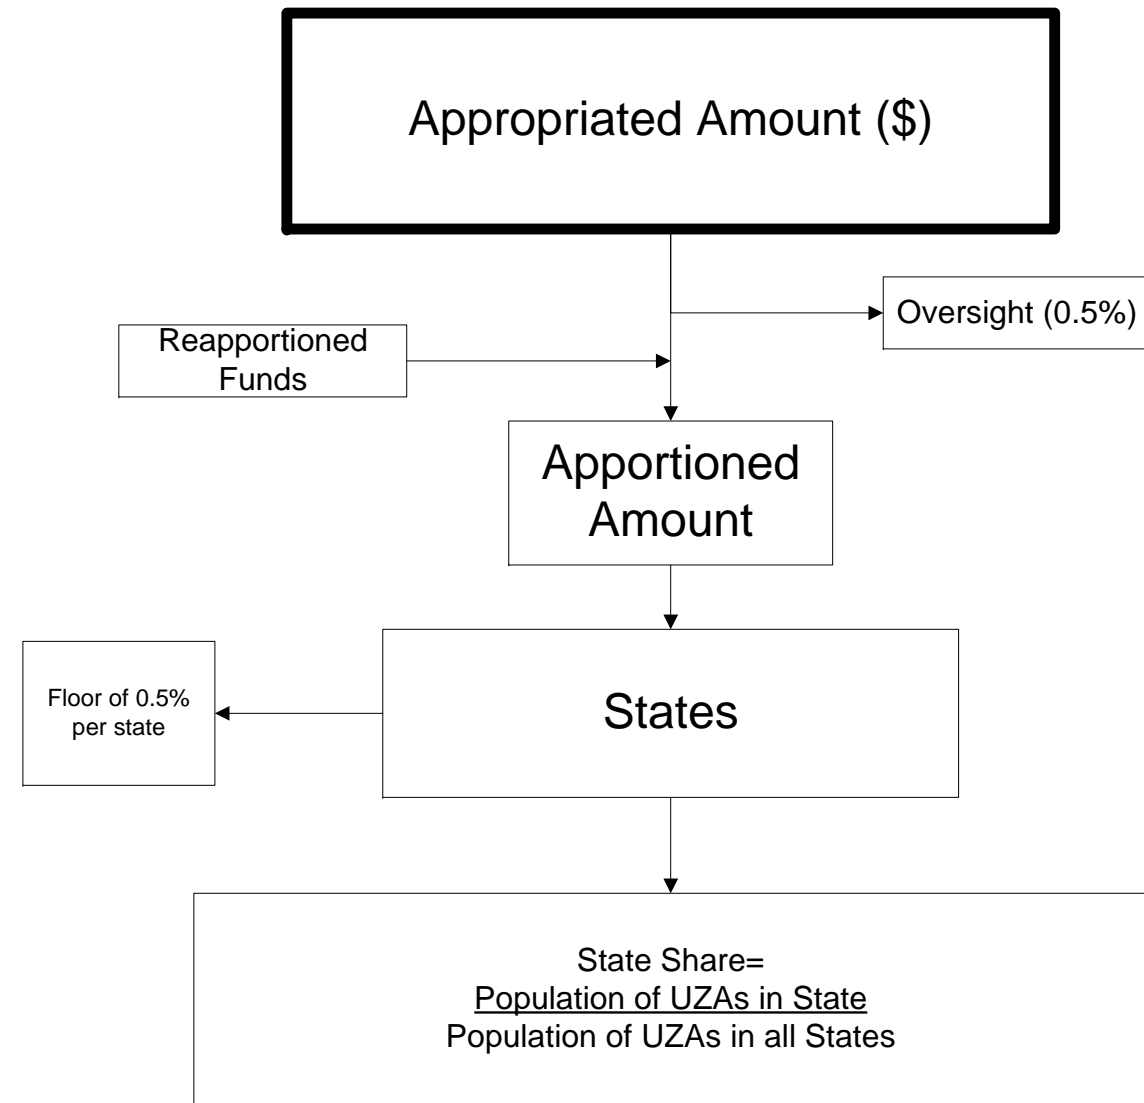 Appropriated Amount ($)
Oversight (0.5%)
Reapportioned
Funds
Apportioned
Amount
Floor of 0.5%
per state
States
State Share=
Population of UZAs in State
Population of UZAs in all States